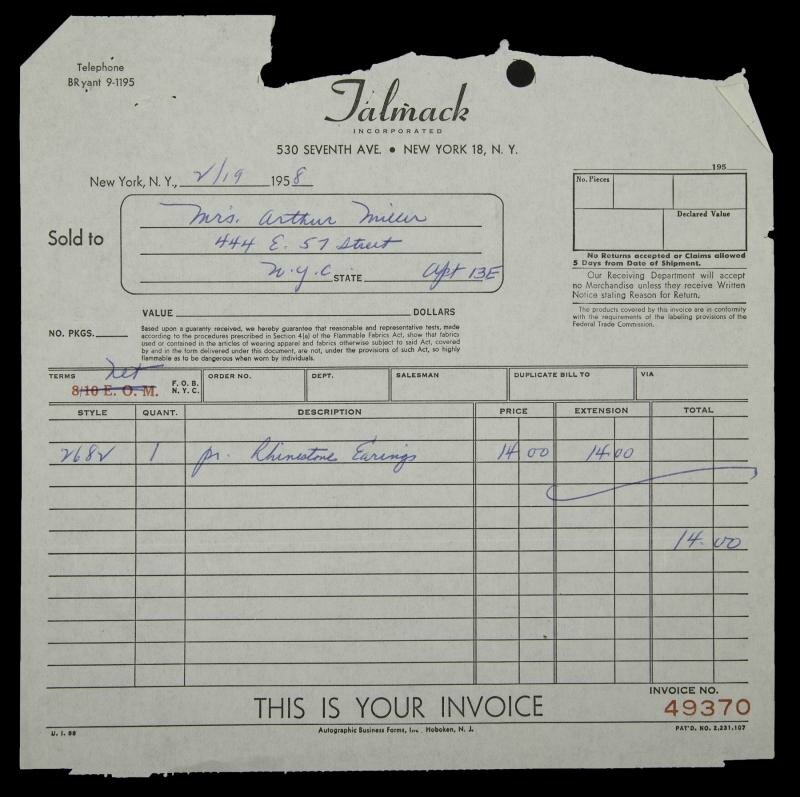 Telephone
BRyant 9-1195
Talmack
INCORPORATED
530 SEVENTH AVE. • NEW YORK 18, N. Y.
New York, N. Y., 2/19 1958
Sold to
Mrs. Arthur Miller
444 E. 57 Street
N.Y.C. STATE Apt 13E
195
No. Pieces
Declared Value
No Returns accepted or Claims allowed
5 Days from Date of Shipment.
Our Receiving Department will accept
no Merchandise unless they receive Written
Notice stating Reason for Return.
The products covered by this invoice are in conformity
with the requirements of the labeling provisions of the
Federal Trade Commission.
VALUE DOLLARS
NO. PKGS.
Based upon a guaranty received, we hereby guarantee that reasonable and representative tests, made
according to the procedures prescribed in Section 4(a) of the Flammable Fabrics Act, show that fabrics
used or contained in the articles of wearing apparel and fabrics otherwise subject to said Act, covered
by and in the form delivered under this document, are not, under the provisions of such Act, so highly
flammable as to be dangerous when worn by individuals.
TERMS net
8/10 E. O. M. F. O. B. N. Y. C. ORDER NO. DEPT. SALESMAN DUPLICATE BILL TO VIA
STYLE QUANT. DESCRIPTION PRICE EXTENSION TOTAL
2682 1 pr. Rhinestone Earings 14 00 14 00
14.00
THIS IS YOUR INVOICE
INVOICE NO.
49370
U. I. 58
Autographic Business Forms, Inc., Hoboken, N. J.
PAT'D. NO. 2,231,107